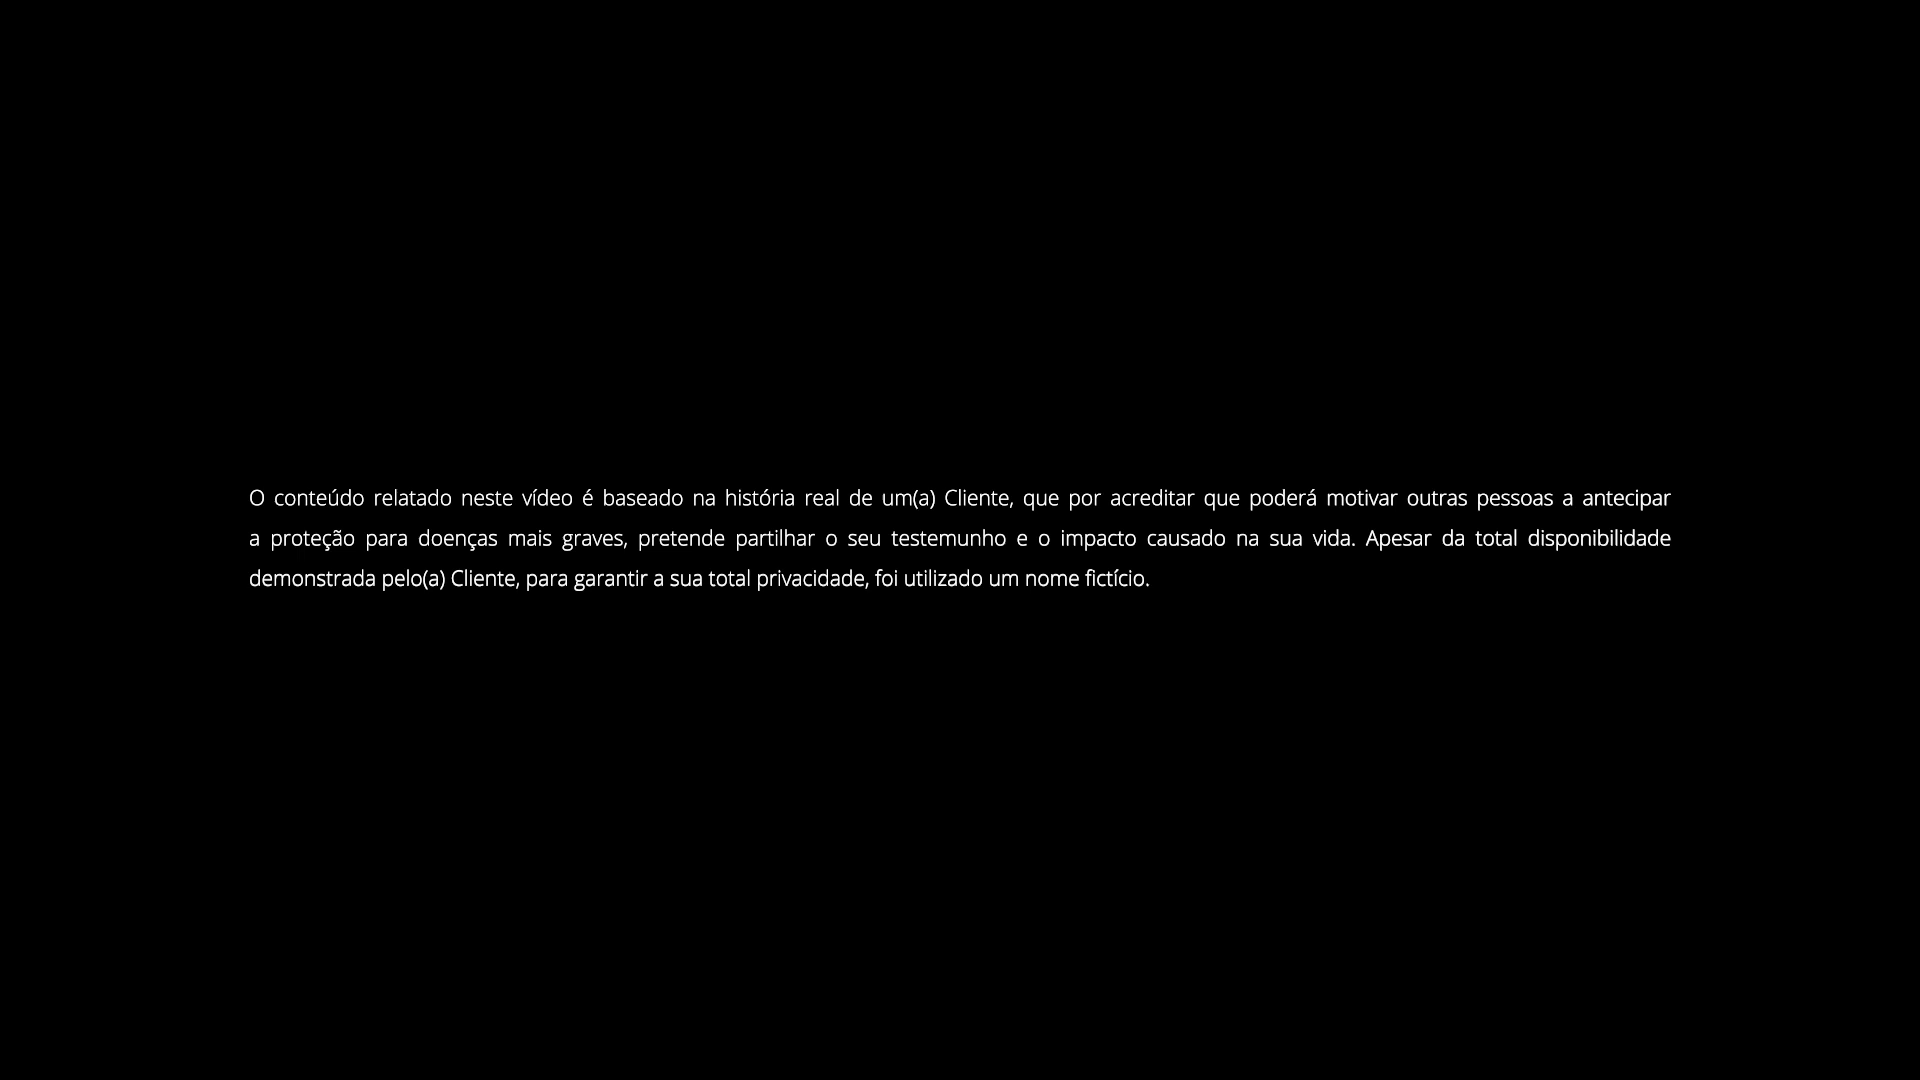 O conteúdo relatado neste vídeo é baseado na história real de um(a) Cliente, que por acreditar que poderá motivar outras pessoas a antecipar
a proteção para doenças mais graves, pretende partilhar o seu testemunho e o impacto causado na sua vida. Apesar da total disponibilidade
demonstrada pelo(a) Cliente, para garantir a sua total privacidade, foi utilizado um nome fictício.